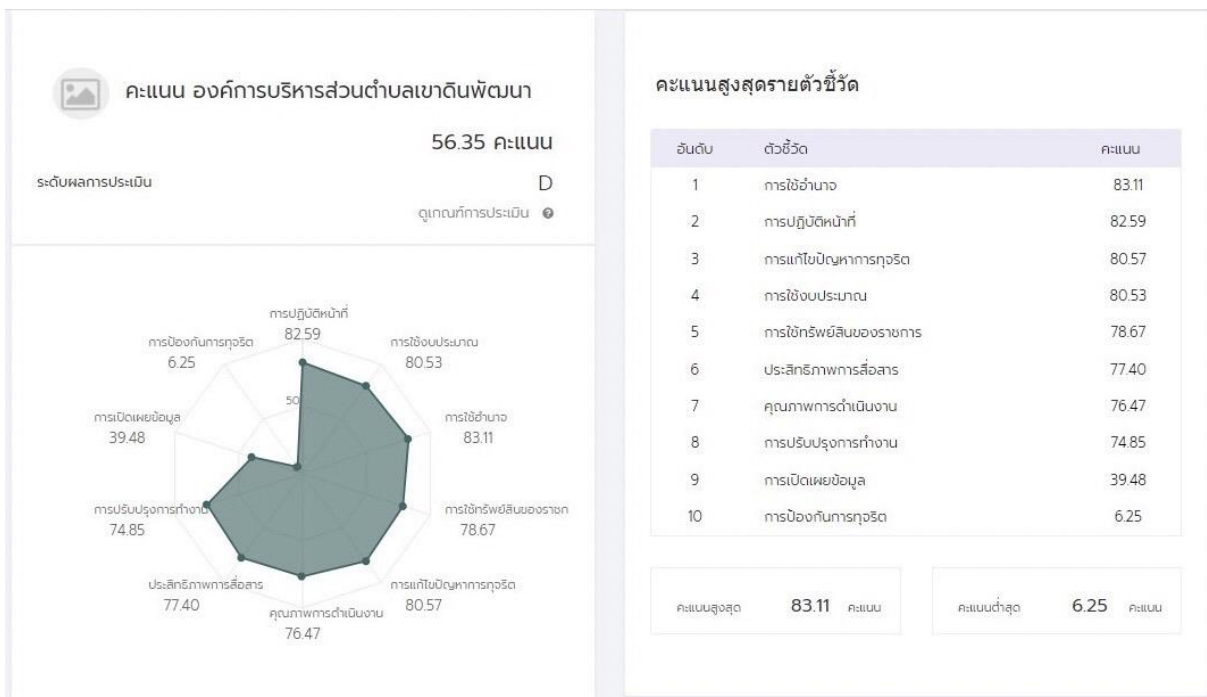 คะแนน องค์การบริหารส่วนตำบลเขาดินพัฒนา
56.35 คะแนน
ระดับผลการประเมิน D
ดูเกณฑ์การประเมิน
การปฏิบัติหน้าที่
82.59
การป้องกันการทุจริต
6.25
การใช้งบประมาณ
80.53
50
การเปิดเผยข้อมูล
39.48
การใช้อำนาจ
83.11
การปรับปรุงการทำงาน
74.85
การใช้ทรัพย์สินของราชก
78.67
ประสิทธิภาพการสื่อสาร
77.40
การแก้ไขปัญหาการทุจริต
80.57
คุณภาพการดำเนินงาน
76.47
คะแนนสูงสุดรายตัวชี้วัด
อันดับ ตัวชี้วัด คะแนน
1 การใช้อำนาจ 83.11
2 การปฏิบัติหน้าที่ 82.59
3 การแก้ไขปัญหาการทุจริต 80.57
4 การใช้งบประมาณ 80.53
5 การใช้ทรัพย์สินของราชการ 78.67
6 ประสิทธิภาพการสื่อสาร 77.40
7 คุณภาพการดำเนินงาน 76.47
8 การปรับปรุงการทำงาน 74.85
9 การเปิดเผยข้อมูล 39.48
10 การป้องกันการทุจริต 6.25
คะแนนสูงสุด 83.11 คะแนน
คะแนนต่ำสุด 6.25 คะแนน